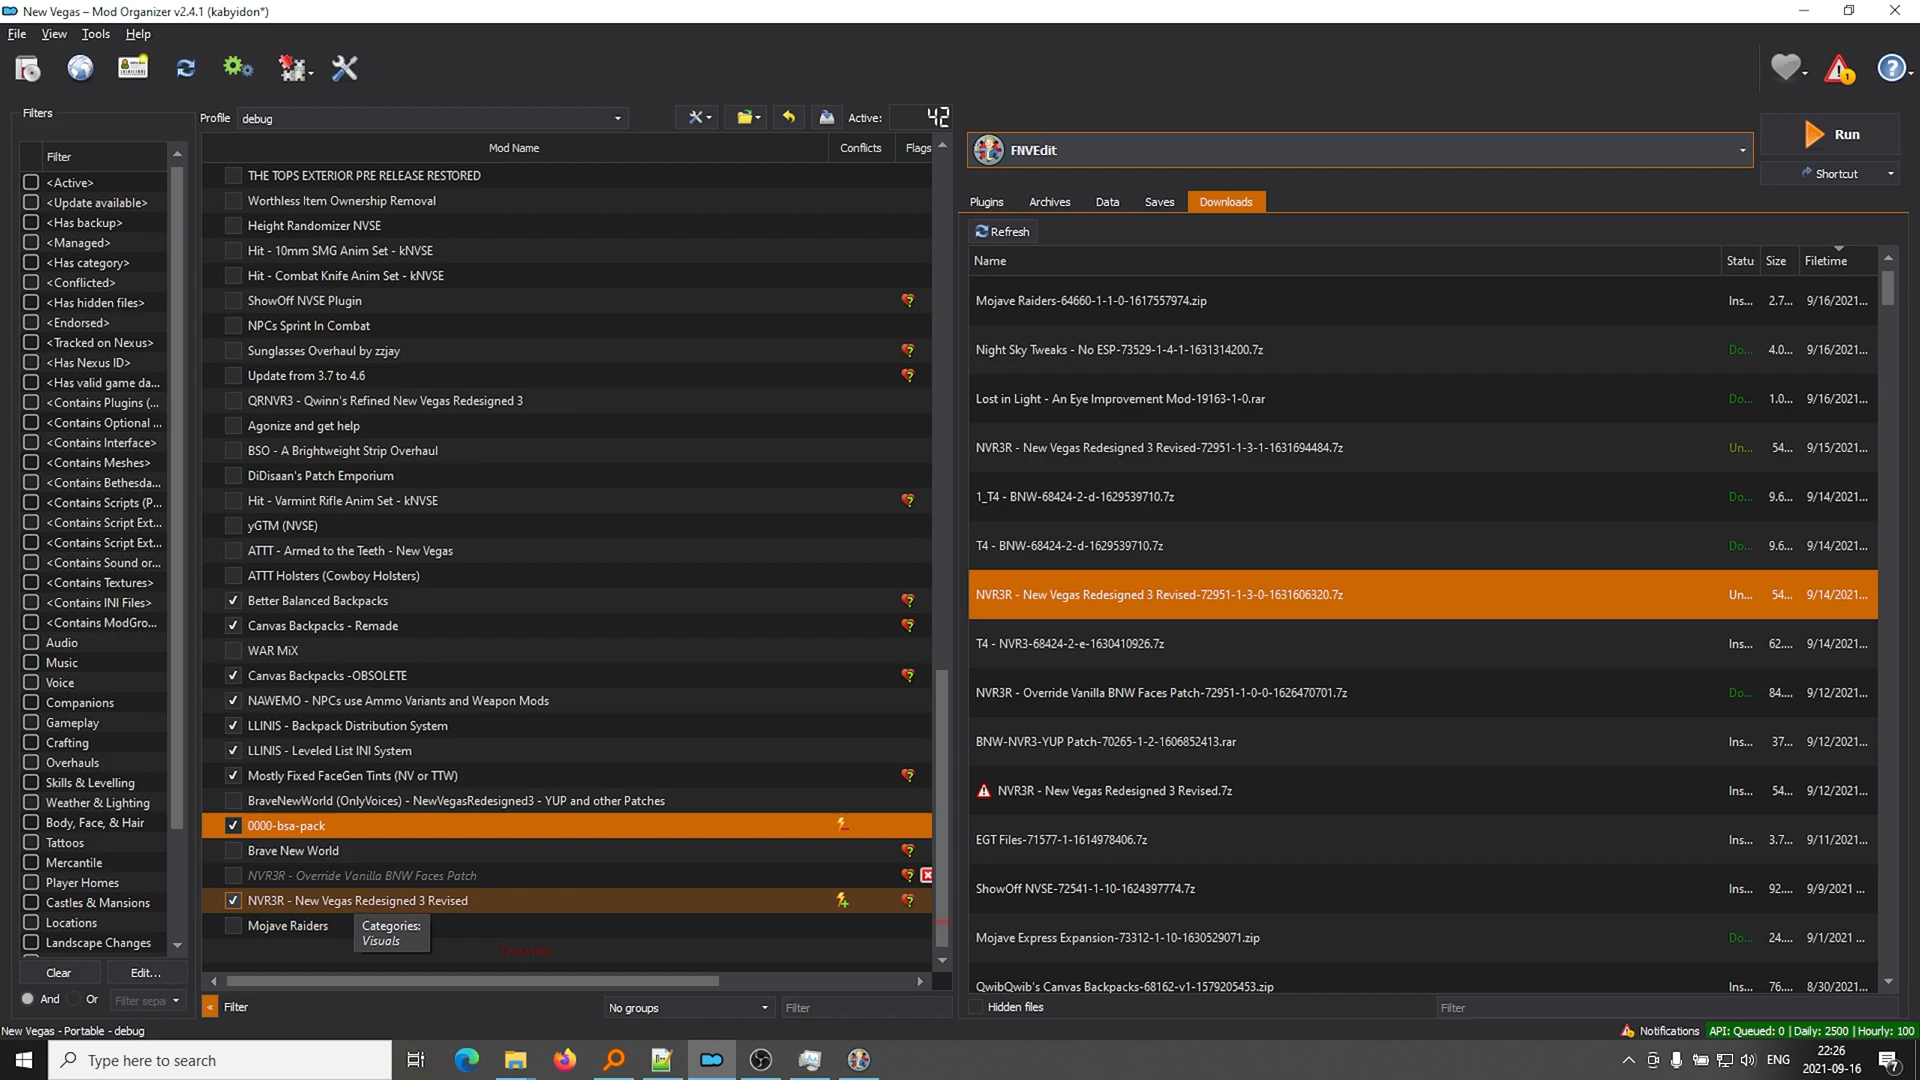 New Vegas – Mod Organizer v2.4.1 (kabyidon*)
File View Tools Help
Filters
Filter
<Active>
<Update available>
<Has backup>
<Managed>
<Has category>
<Conflicted>
<Has hidden files>
<Endorsed>
<Tracked on Nexus>
<Has Nexus ID>
<Has valid game da...
<Contains Plugins (...
<Contains Optional ...
<Contains Interface>
<Contains Meshes>
<Contains Bethesda...
<Contains Scripts (P...
<Contains Script Ext...
<Contains Script Ext...
<Contains Sound or...
<Contains Textures>
<Contains INI Files>
<Contains ModGro...
Audio
Music
Voice
Companions
Gameplay
Crafting
Overhauls
Skills & Levelling
Weather & Lighting
Body, Face, & Hair
Tattoos
Mercantile
Player Homes
Castles & Mansions
Locations
Landscape Changes
Clear Edit...
And Or Filter sepa
Profile debug Active: 42
Mod Name Conflicts Flags
THE TOPS EXTERIOR PRE RELEASE RESTORED
Worthless Item Ownership Removal
Height Randomizer NVSE
Hit - 10mm SMG Anim Set - kNVSE
Hit - Combat Knife Anim Set - kNVSE
ShowOff NVSE Plugin
NPCs Sprint In Combat
Sunglasses Overhaul by zzjay
Update from 3.7 to 4.6
QRNVR3 - Qwinn's Refined New Vegas Redesigned 3
Agonize and get help
BSO - A Brightweight Strip Overhaul
DiDisaan's Patch Emporium
Hit - Varmint Rifle Anim Set - kNVSE
yGTM (NVSE)
ATTT - Armed to the Teeth - New Vegas
ATTT Holsters (Cowboy Holsters)
Better Balanced Backpacks
Canvas Backpacks - Remade
WAR MiX
Canvas Backpacks -OBSOLETE
NAWEMO - NPCs use Ammo Variants and Weapon Mods
LLINIS - Backpack Distribution System
LLINIS - Leveled List INI System
Mostly Fixed FaceGen Tints (NV or TTW)
BraveNewWorld (OnlyVoices) - NewVegasRedesigned3 - YUP and other Patches
0000-bsa-pack
Brave New World
NVR3R - Override Vanilla BNW Faces Patch
NVR3R - New Vegas Redesigned 3 Revised
Mojave Raiders
Categories:
Visuals
Overwrite
« Filter No groups Filter
FNVEdit
Run
Shortcut
Plugins Archives Data Saves Downloads
Refresh
Name Statu Size Filetime
Mojave Raiders-64660-1-1-0-1617557974.zip Ins... 2.7... 9/16/2021...
Night Sky Tweaks - No ESP-73529-1-4-1-1631314200.7z Do... 4.0... 9/16/2021...
Lost in Light - An Eye Improvement Mod-19163-1-0.rar Do... 1.0... 9/16/2021...
NVR3R - New Vegas Redesigned 3 Revised-72951-1-3-1-1631694484.7z Un... 54... 9/15/2021...
1_T4 - BNW-68424-2-d-1629539710.7z Do... 9.6... 9/14/2021...
T4 - BNW-68424-2-d-1629539710.7z Do... 9.6... 9/14/2021...
NVR3R - New Vegas Redesigned 3 Revised-72951-1-3-0-1631606320.7z Un... 54... 9/14/2021...
T4 - NVR3-68424-2-e-1630410926.7z Ins... 62.... 9/14/2021...
NVR3R - Override Vanilla BNW Faces Patch-72951-1-0-0-1626470701.7z Do... 84.... 9/12/2021...
BNW-NVR3-YUP Patch-70265-1-2-1606852413.rar Ins... 37... 9/12/2021...
NVR3R - New Vegas Redesigned 3 Revised.7z Ins... 54... 9/12/2021...
EGT Files-71577-1-1614978406.7z Ins... 3.7... 9/11/2021...
ShowOff NVSE-72541-1-10-1624397774.7z Ins... 92.... 9/9/2021 ...
Mojave Express Expansion-73312-1-10-1630529071.zip Do... 24.... 9/1/2021 ...
QwibQwib's Canvas Backpacks-68162-v1-1579205453.zip Ins... 76.... 8/30/2021...
Hidden files Filter
New Vegas - Portable - debug Notifications API: Queued: 0 | Daily: 2500 | Hourly: 100
Type here to search
ENG
22:26
2021-09-16
7